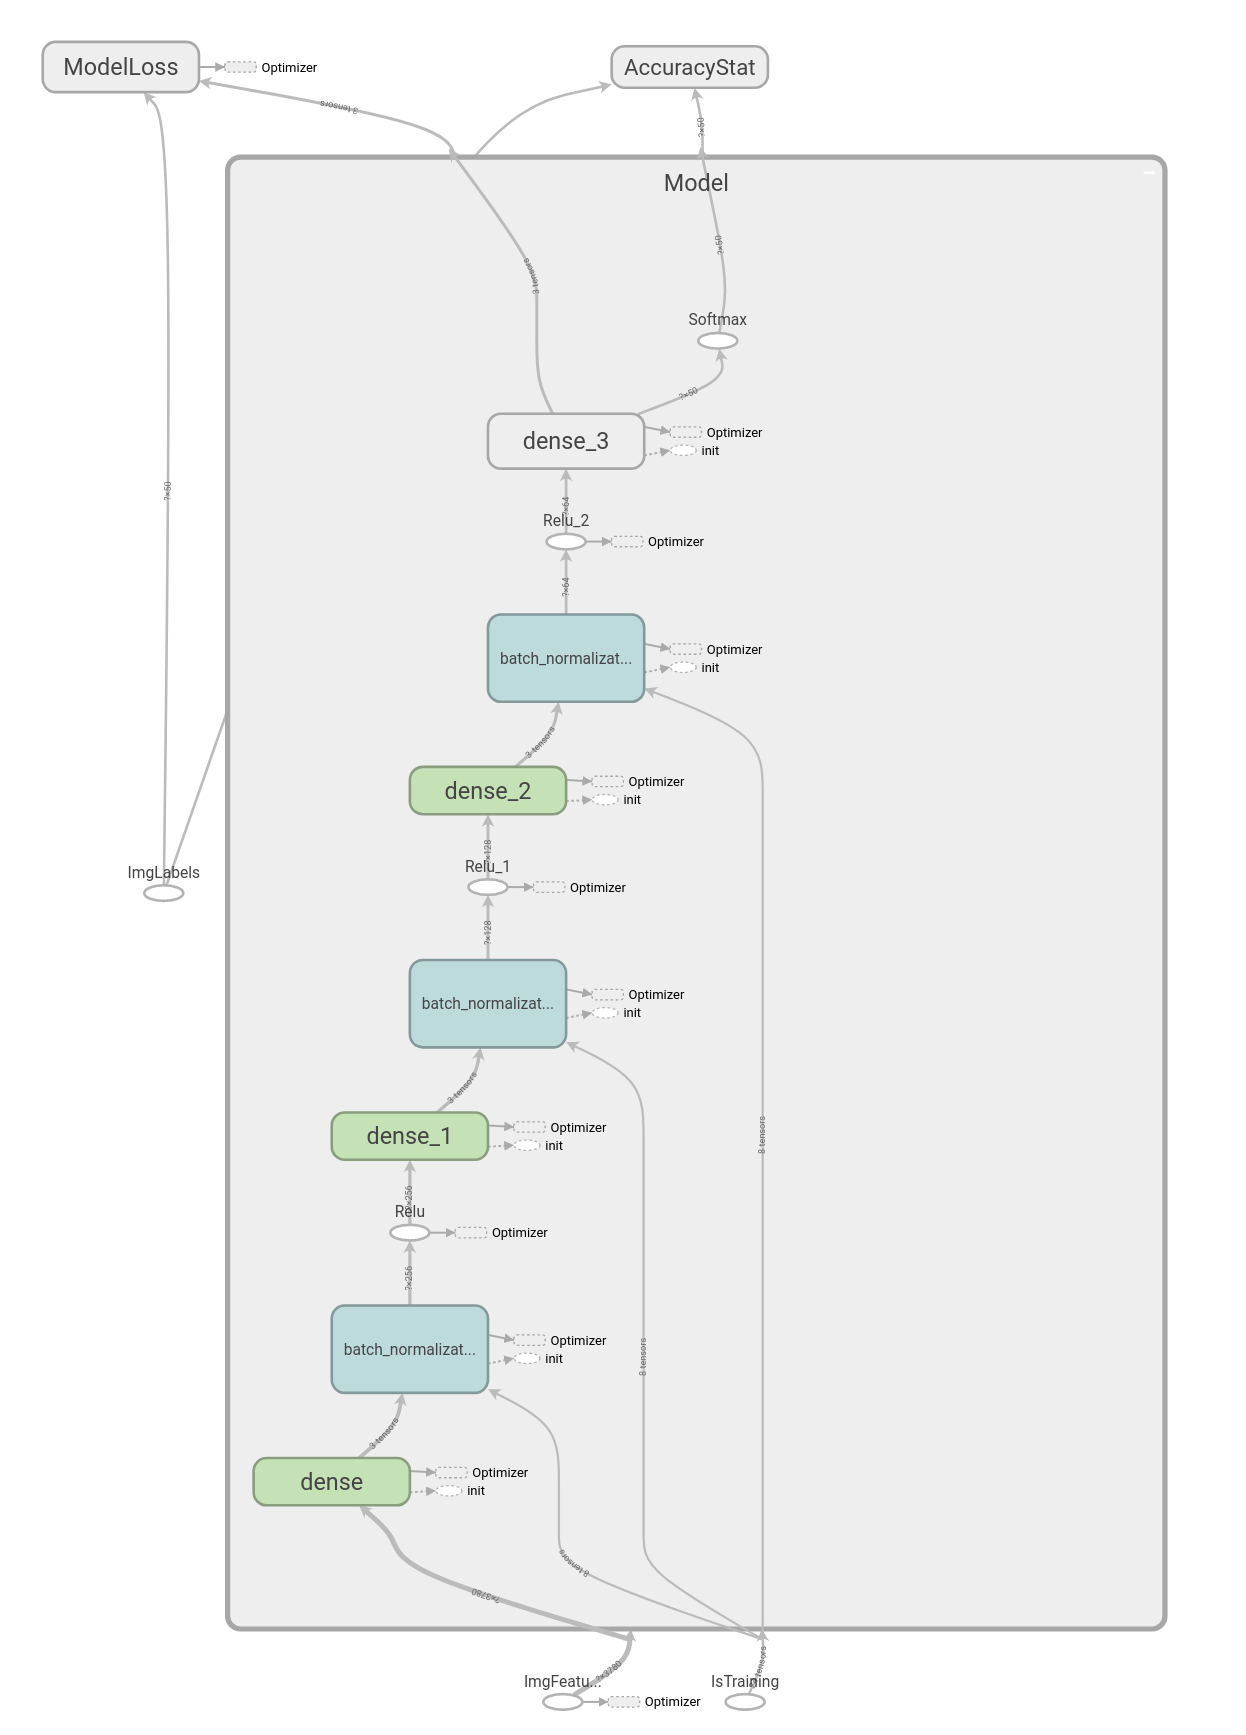 ModelLoss
Optimizer
AccuracyStat
3 tensors
?×50
Model
?×50
3 tensors
Softmax
?×50
dense_3
Optimizer
init
?×50
?×64
Relu_2
Optimizer
?×64
batch_normalizat...
Optimizer
init
3 tensors
dense_2
Optimizer
init
?×128
Relu_1
ImgLabels
Optimizer
?×128
batch_normalizat...
Optimizer
init
3 tensors
dense_1
Optimizer
init
8 tensors
?×256
Relu
Optimizer
?×256
batch_normalizat...
Optimizer
init
8 tensors
3 tensors
dense
Optimizer
init
8 tensors
?×3780
?×3780
tensors
ImgFeatu...
IsTraining
Optimizer